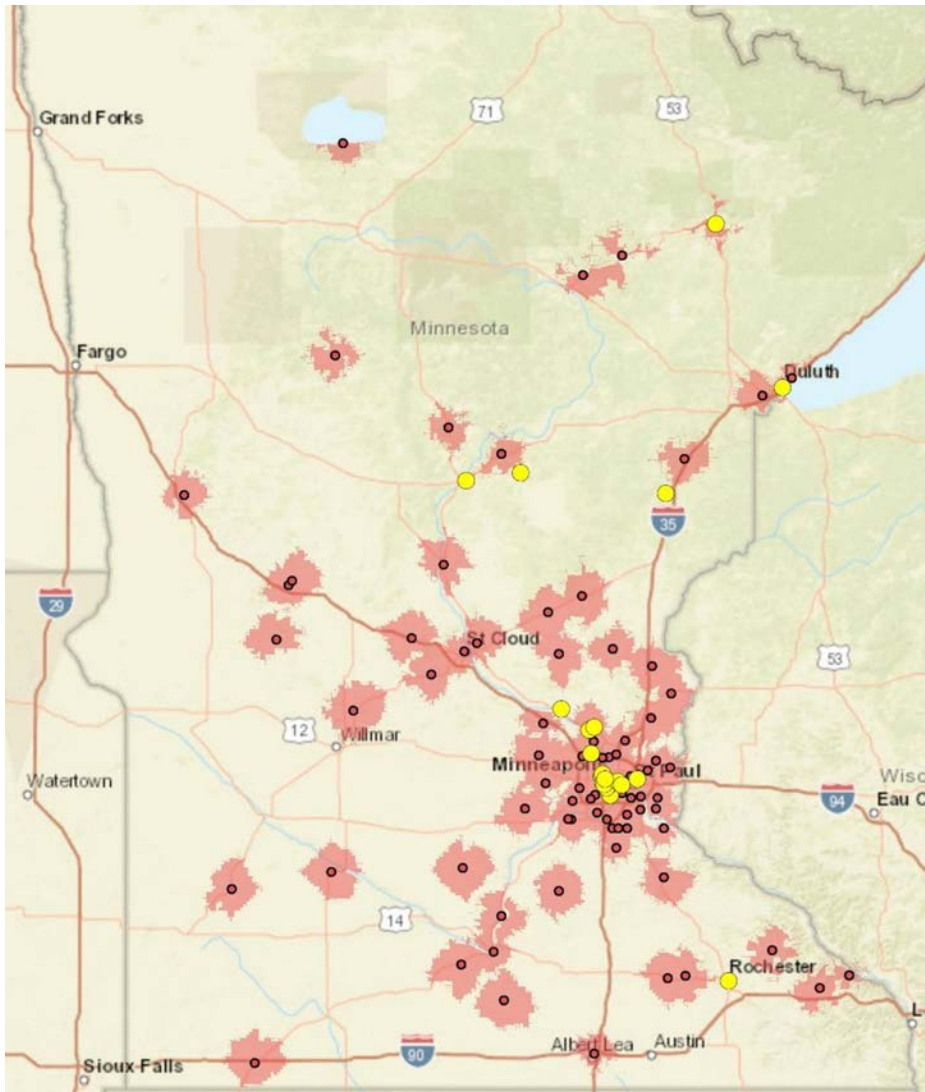 71
53
Grand Forks
Minnesota
Fargo
Duluth
35
29
St Cloud
53
12
Willmar
Minneapolis
St Paul
Wisc
Watertown
94
Eau C
14
Rochester
L
Albert Lea
Austin
90
Sioux Falls